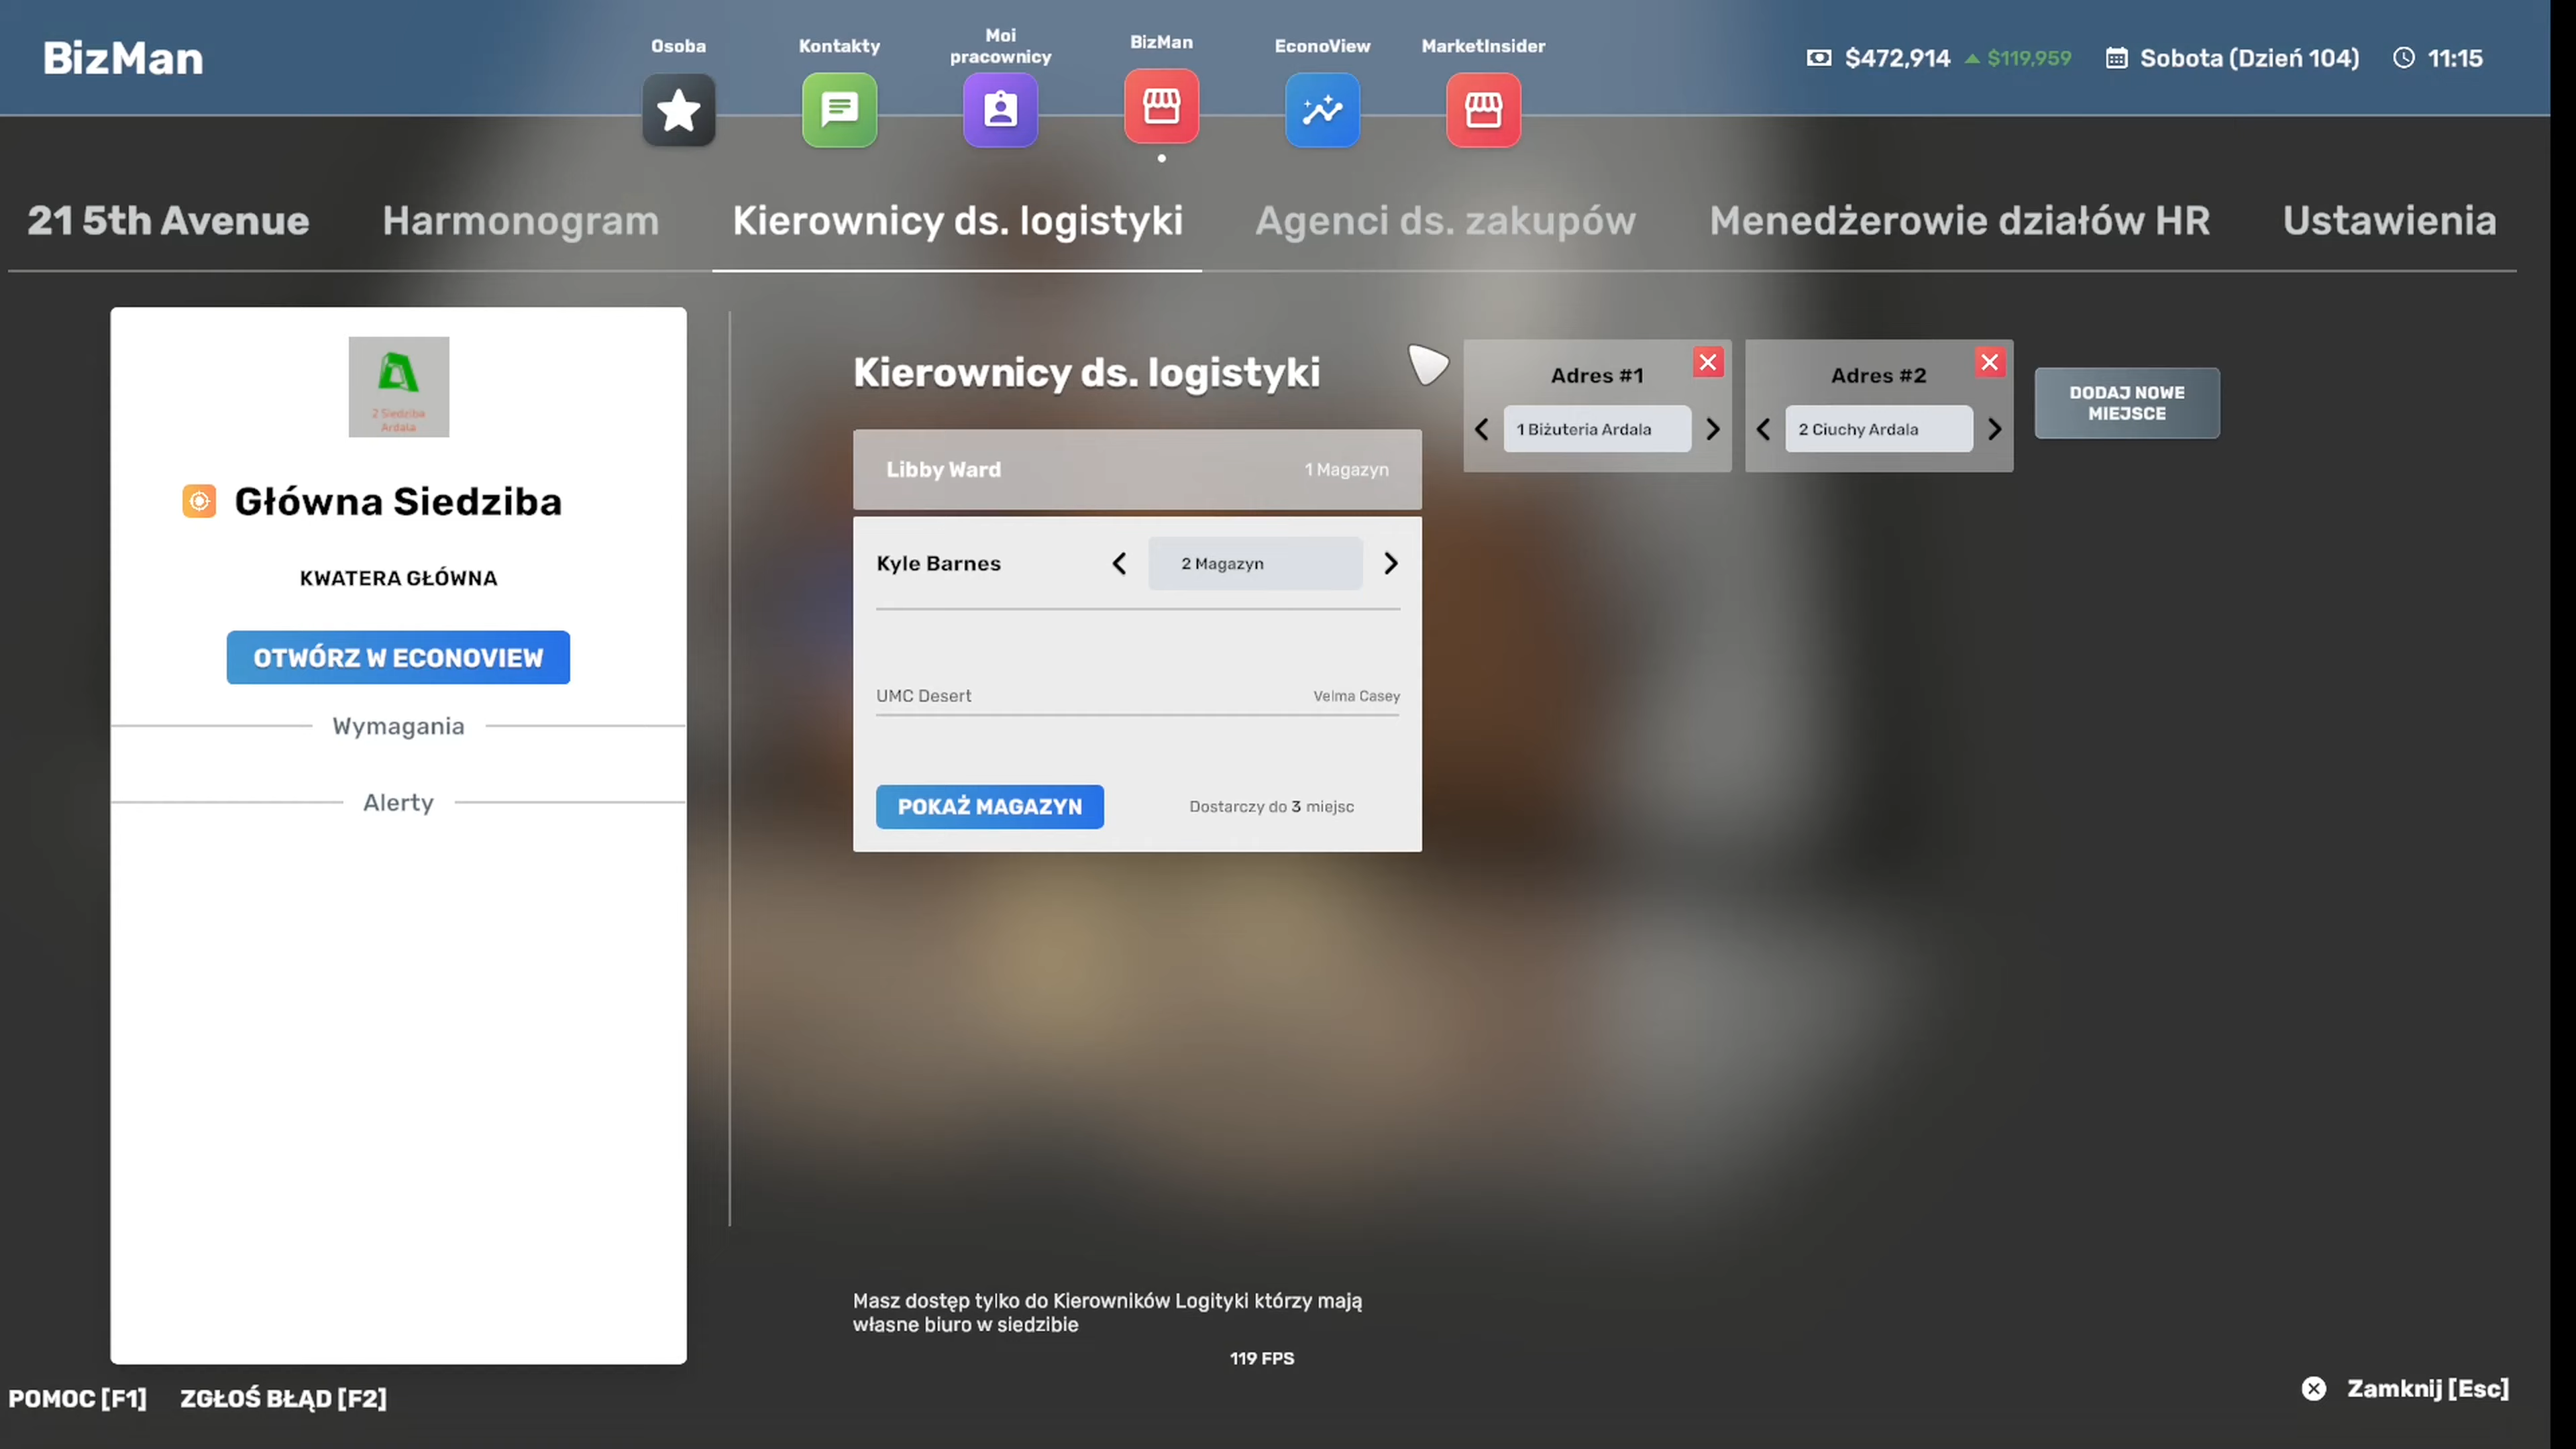 BizMan
Osoba
Kontakty
Moi
pracownicy
BizMan
EconoView
MarketInsider
$472,914 $119,959
Sobota (Dzień 104)
11:15
21 5th Avenue
Harmonogram
Kierownicy ds. logistyki
Agenci ds. zakupów
Menedżerowie działów HR
Ustawienia
2 Siedziba
Ardala
Główna Siedziba
KWATERA GŁÓWNA
OTWÓRZ W ECONOVIEW
Wymagania
Alerty
Kierownicy ds. logistyki
Libby Ward
1 Magazyn
Kyle Barnes
2 Magazyn
UMC Desert
Velma Casey
POKAŻ MAGAZYN
Dostarczy do 3 miejsc
Adres #1
1 Biżuteria Ardala
Adres #2
2 Ciuchy Ardala
DODAJ NOWE
MIEJSCE
Masz dostęp tylko do Kierowników Logityki którzy mają
własne biuro w siedzibie
119 FPS
POMOC [F1]
ZGŁOŚ BŁĄD [F2]
Zamknij [Esc]